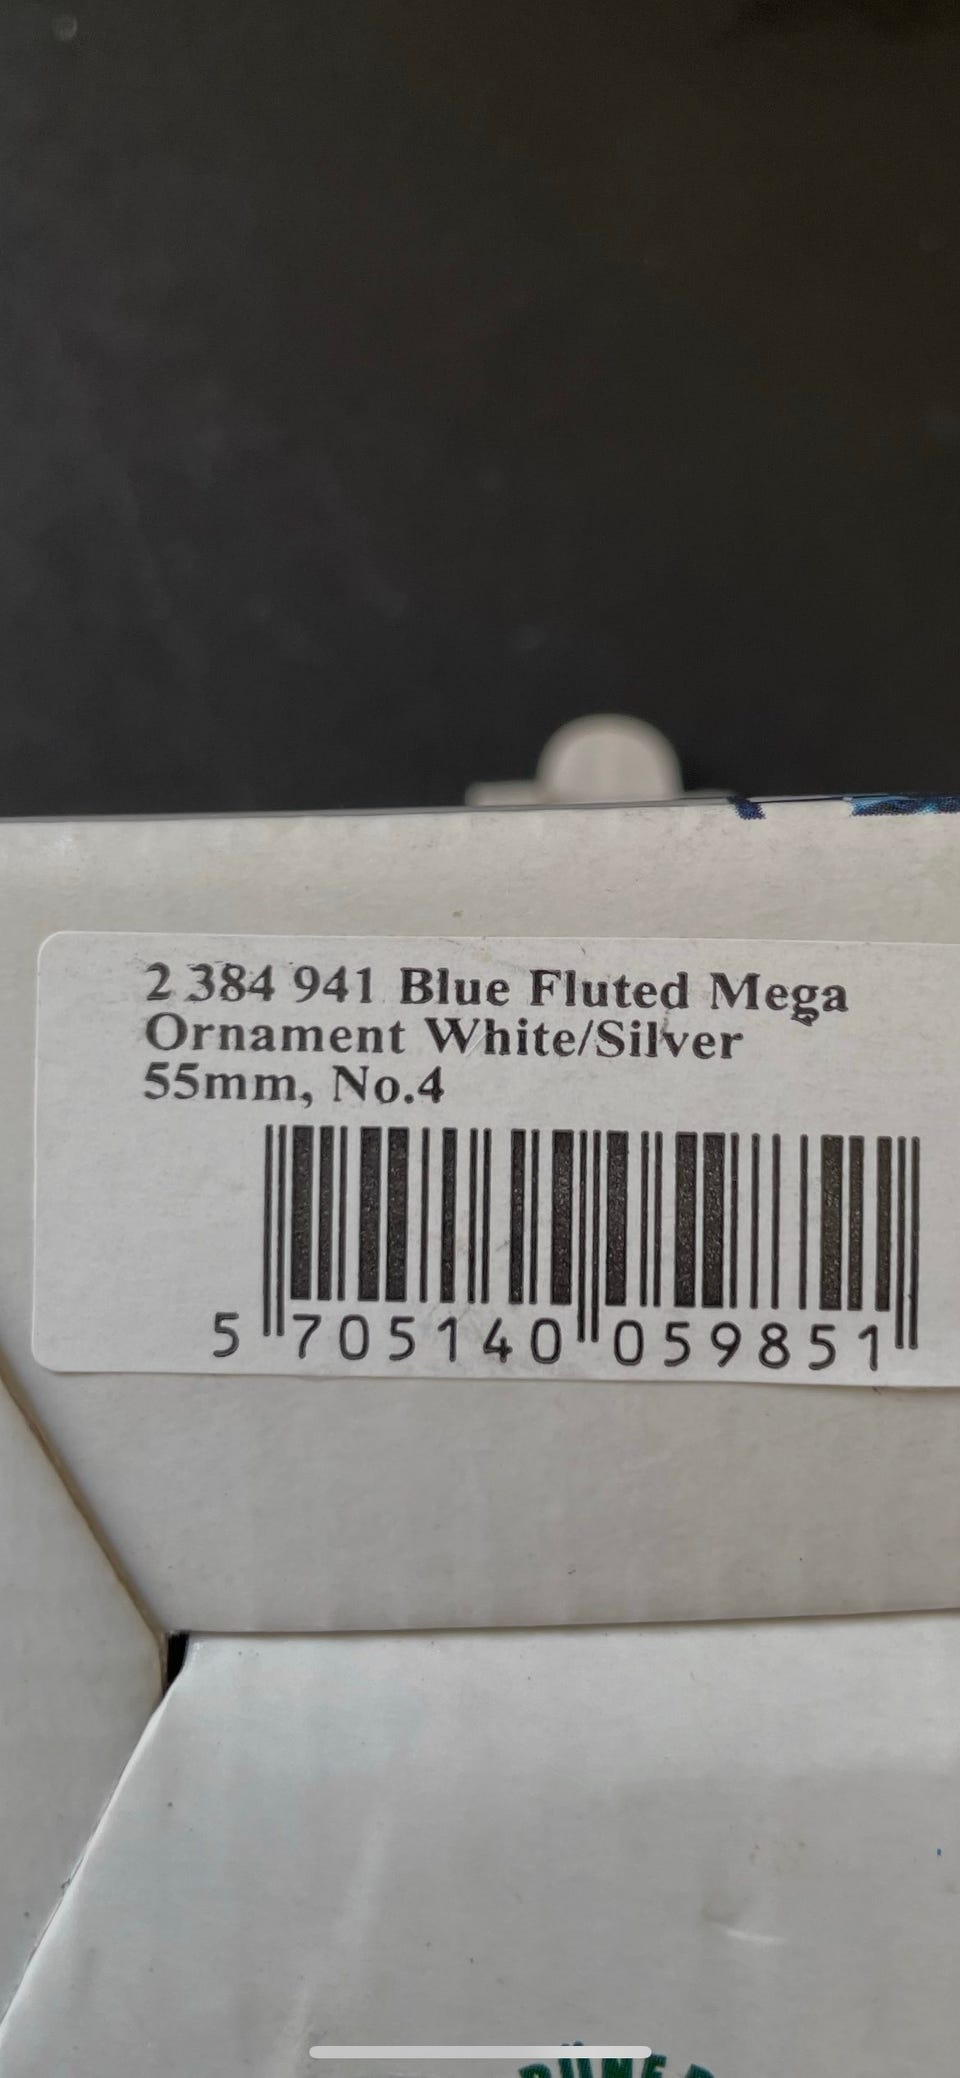 2 384 941 Blue Fluted Mega
Ornament White/Silver
55mm, No.4
5 705140 059851